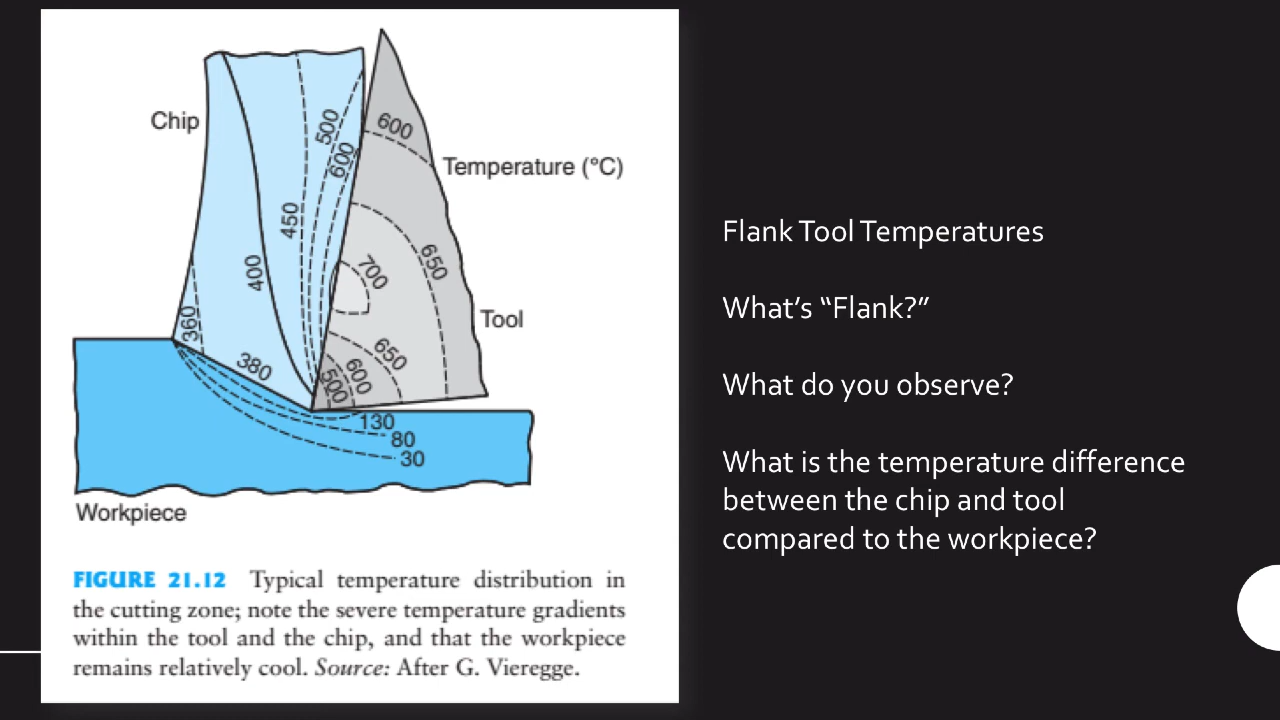 Chip
500
600
600
Temperature (°C)
450
400
700
650
360
Tool
380
650
600
500
130
80
30
Workpiece
FIGURE 21.12 Typical temperature distribution in
the cutting zone; note the severe temperature gradients
within the tool and the chip, and that the workpiece
remains relatively cool. Source: After G. Vieregge.
Flank Tool Temperatures
What's “Flank?”
What do you observe?
What is the temperature difference
between the chip and tool
compared to the workpiece?